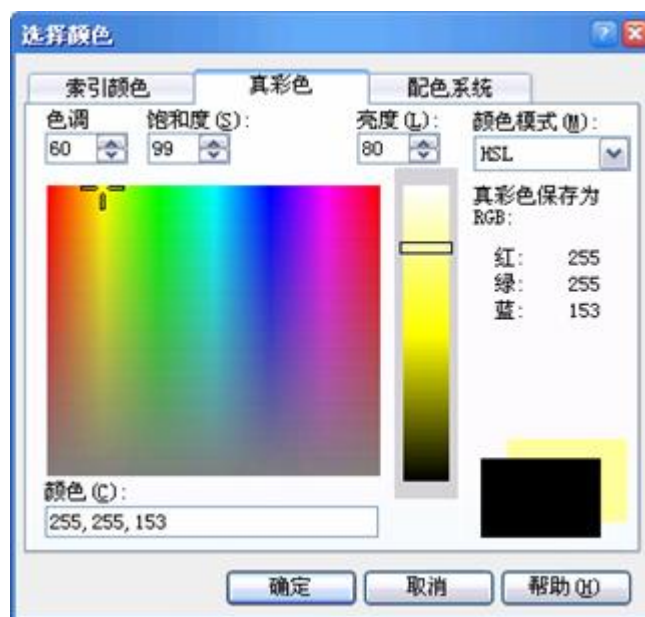 选择颜色
索引颜色 真彩色 配色系统
色调 饱和度(S): 亮度(L): 颜色模式(M):
60 99 80 HSL
真彩色保存为
RGB:
红: 255
绿: 255
蓝: 153
颜色(C):
255, 255, 153
确定 取消 帮助(H)